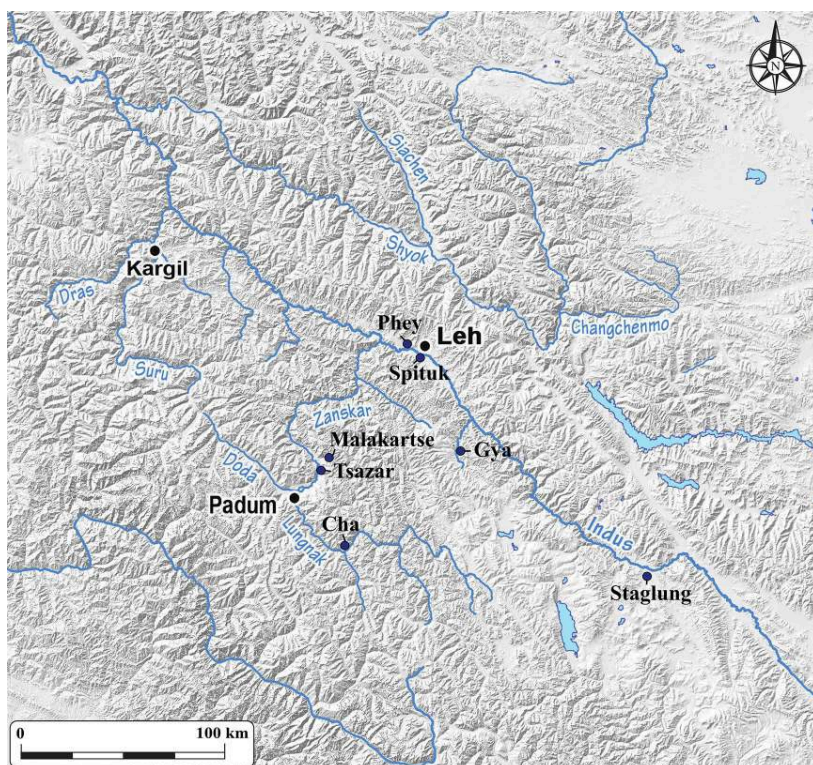 N
Siachen
Shyok
Kargil
Dras
Changchenmo
Phey
Leh
Spituk
Suru
Zanskar
Malakartse
Gya
Doda
Tsazar
Padum
Lungnak
Cha
Indus
Staglung
0
100 km